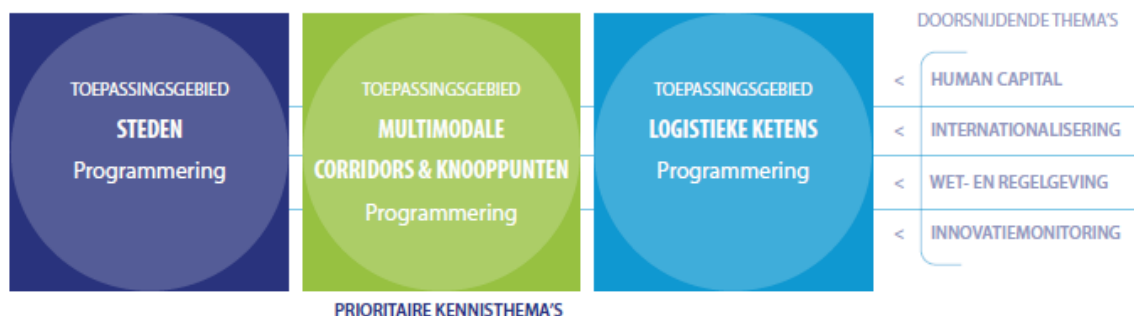 DOORSNIJDENDE THEMA'S
TOEPASSINGSGEBIED
STEDEN
Programmering
TOEPASSINGSGEBIED
MULTIMODALE
CORRIDORS & KNOOPPUNTEN
Programmering
TOEPASSINGSGEBIED
LOGISTIEKE KETENS
Programmering
< HUMAN CAPITAL
< INTERNATIONALISERING
< WET- EN REGELGEVING
< INNOVATIEMONITORING
PRIORITAIRE KENNISTHEMA'S